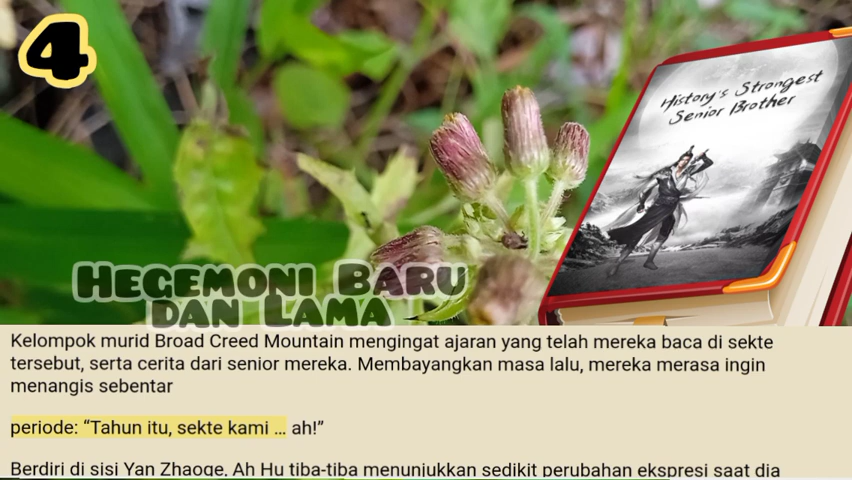 4
History's Strongest
Senior Brother
HEGEMONI BARU
DAN LAMA
Kelompok murid Broad Creed Mountain mengingat ajaran yang telah mereka baca di sekte
tersebut, serta cerita dari senior mereka. Membayangkan masa lalu, mereka merasa ingin
menangis sebentar
periode: “Tahun itu, sekte kami ... ah!”
Berdiri di sisi Yan Zhaoge, Ah Hu tiba-tiba menunjukkan sedikit perubahan ekspresi saat dia